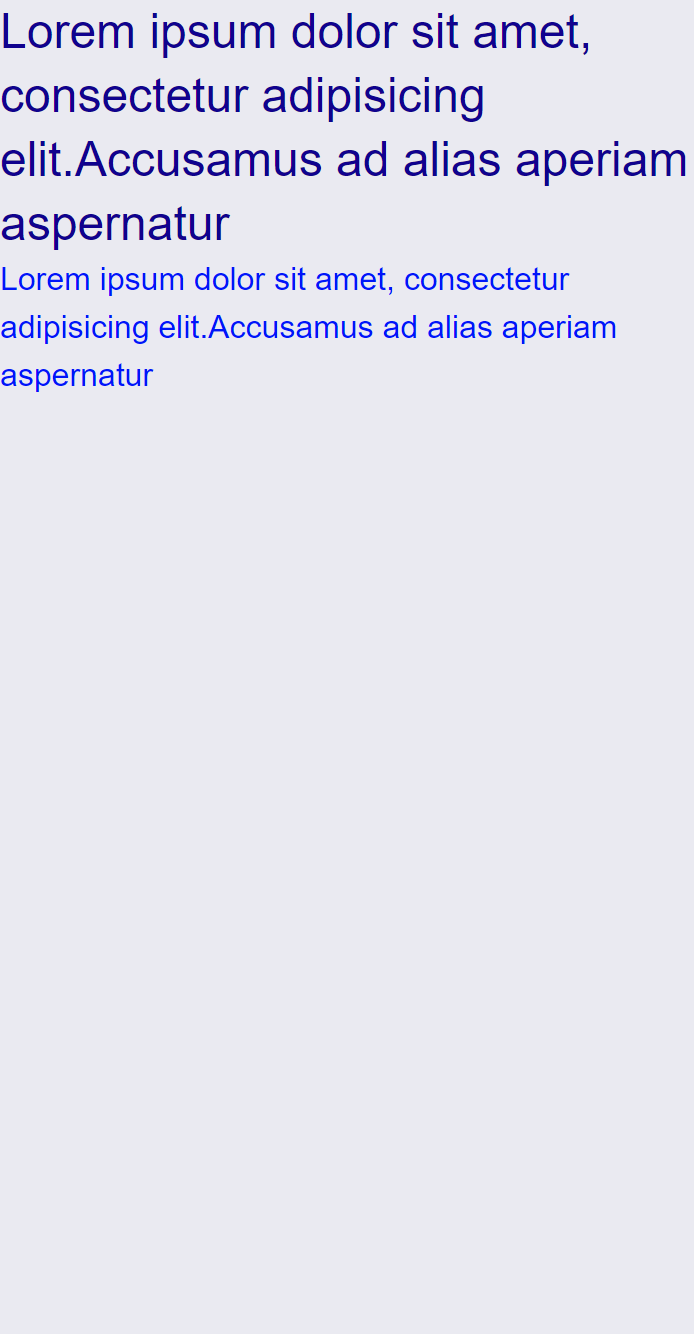 Lorem ipsum dolor sit amet,
consectetur adipisicing
elit.Accusamus ad alias aperiam
aspernatur
Lorem ipsum dolor sit amet, consectetur
adipisicing elit.Accusamus ad alias aperiam
aspernatur